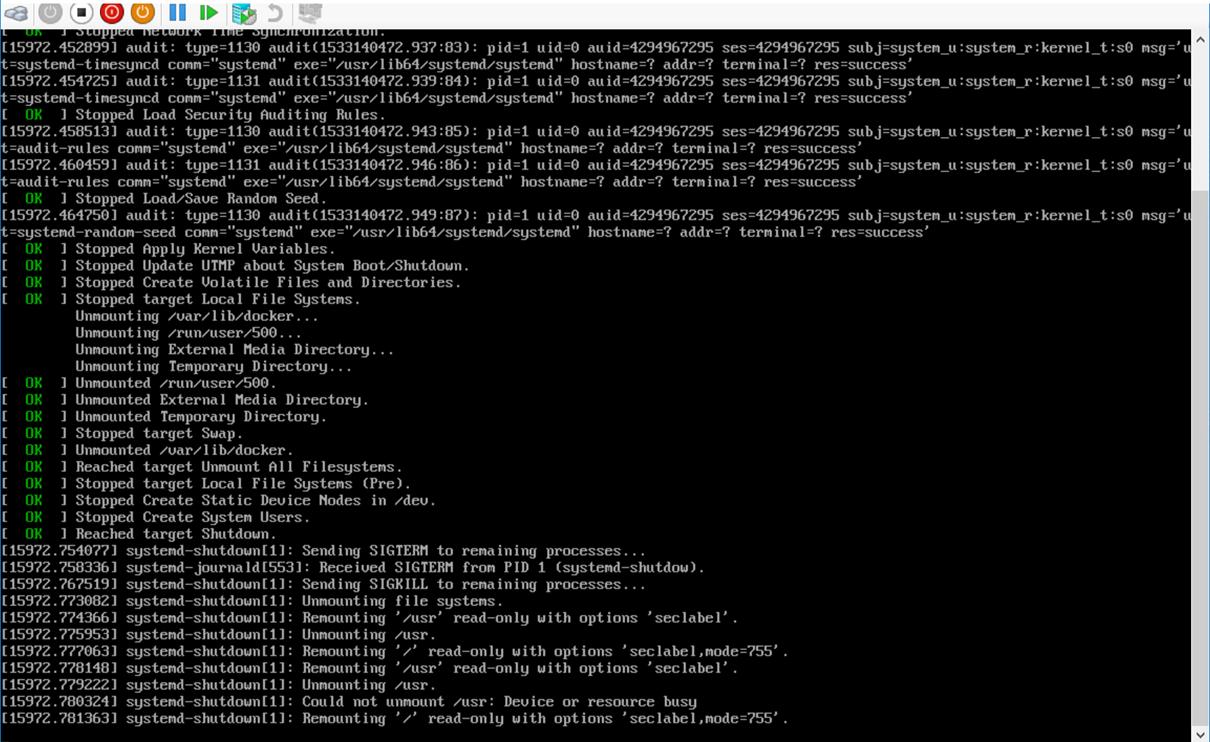 [  OK  ] Stopped Network Time Synchronization.
[15972.452899] audit: type=1130 audit(1533140472.937:83): pid=1 uid=0 auid=4294967295 ses=4294967295 subj=system_u:system_r:kernel_t:s0 msg='u
t=systemd-timesyncd comm="systemd" exe="/usr/lib64/systemd/systemd" hostname=? addr=? terminal=? res=success'
[15972.454725] audit: type=1131 audit(1533140472.939:84): pid=1 uid=0 auid=4294967295 ses=4294967295 subj=system_u:system_r:kernel_t:s0 msg='u
t=systemd-timesyncd comm="systemd" exe="/usr/lib64/systemd/systemd" hostname=? addr=? terminal=? res=success'
[  OK  ] Stopped Load Security Auditing Rules.
[15972.458513] audit: type=1130 audit(1533140472.943:85): pid=1 uid=0 auid=4294967295 ses=4294967295 subj=system_u:system_r:kernel_t:s0 msg='u
t=audit-rules comm="systemd" exe="/usr/lib64/systemd/systemd" hostname=? addr=? terminal=? res=success'
[15972.460459] audit: type=1131 audit(1533140472.946:86): pid=1 uid=0 auid=4294967295 ses=4294967295 subj=system_u:system_r:kernel_t:s0 msg='u
t=audit-rules comm="systemd" exe="/usr/lib64/systemd/systemd" hostname=? addr=? terminal=? res=success'
[  OK  ] Stopped Load/Save Random Seed.
[15972.464750] audit: type=1130 audit(1533140472.949:87): pid=1 uid=0 auid=4294967295 ses=4294967295 subj=system_u:system_r:kernel_t:s0 msg='u
t=systemd-random-seed comm="systemd" exe="/usr/lib64/systemd/systemd" hostname=? addr=? terminal=? res=success'
[  OK  ] Stopped Apply Kernel Variables.
[  OK  ] Stopped Update UTMP about System Boot/Shutdown.
[  OK  ] Stopped Create Volatile Files and Directories.
[  OK  ] Stopped target Local File Systems.
Unmounting /var/lib/docker...
Unmounting /run/user/500...
Unmounting External Media Directory...
Unmounting Temporary Directory...
[  OK  ] Unmounted /run/user/500.
[  OK  ] Unmounted External Media Directory.
[  OK  ] Unmounted Temporary Directory.
[  OK  ] Stopped target Swap.
[  OK  ] Unmounted /var/lib/docker.
[  OK  ] Reached target Unmount All Filesystems.
[  OK  ] Stopped target Local File Systems (Pre).
[  OK  ] Stopped Create Static Device Nodes in /dev.
[  OK  ] Stopped Create System Users.
[  OK  ] Reached target Shutdown.
[15972.754077] systemd-shutdown[1]: Sending SIGTERM to remaining processes...
[15972.758336] systemd-journald[553]: Received SIGTERM from PID 1 (systemd-shutdow).
[15972.767519] systemd-shutdown[1]: Sending SIGKILL to remaining processes...
[15972.773082] systemd-shutdown[1]: Unmounting file systems.
[15972.774366] systemd-shutdown[1]: Remounting '/usr' read-only with options 'seclabel'.
[15972.775953] systemd-shutdown[1]: Unmounting /usr.
[15972.777063] systemd-shutdown[1]: Remounting '/' read-only with options 'seclabel,mode=755'.
[15972.778148] systemd-shutdown[1]: Remounting '/usr' read-only with options 'seclabel'.
[15972.779222] systemd-shutdown[1]: Unmounting /usr.
[15972.780324] systemd-shutdown[1]: Could not unmount /usr: Device or resource busy
[15972.781363] systemd-shutdown[1]: Remounting '/' read-only with options 'seclabel,mode=755'.